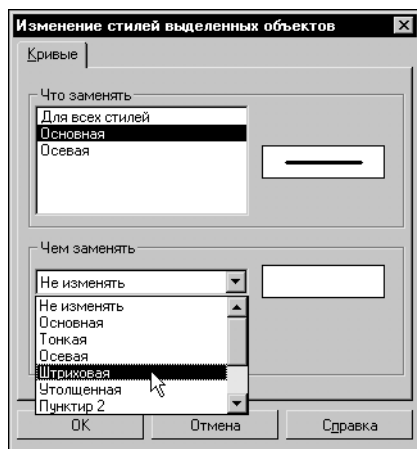 Изменение стилей выделенных объектов
Кривые
Что заменять
Для всех стилей
Основная
Осевая
Чем заменять
Не изменять
Не изменять
Основная
Тонкая
Осевая
Штриховая
Утолщенная
Пунктир 2
OK
Отмена
Справка